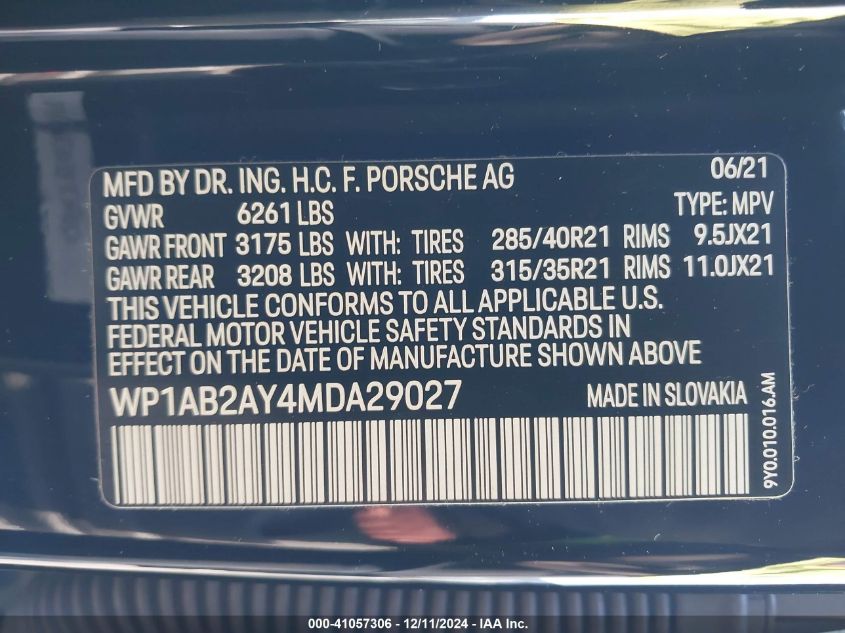 MFD BY DR. ING. H.C. F. PORSCHE AG 06/21
GVWR 6261 LBS TYPE: MPV
GAWR FRONT 3175 LBS WITH: TIRES 285/40R21 RIMS 9.5JX21
GAWR REAR 3208 LBS WITH: TIRES 315/35R21 RIMS 11.0JX21
THIS VEHICLE CONFORMS TO ALL APPLICABLE U.S.
FEDERAL MOTOR VEHICLE SAFETY STANDARDS IN
EFFECT ON THE DATE OF MANUFACTURE SHOWN ABOVE
WP1AB2AY4MDA29027 MADE IN SLOVAKIA
9Y0.010.016.AM
000-41057306 - 12/11/2024 - IAA Inc.